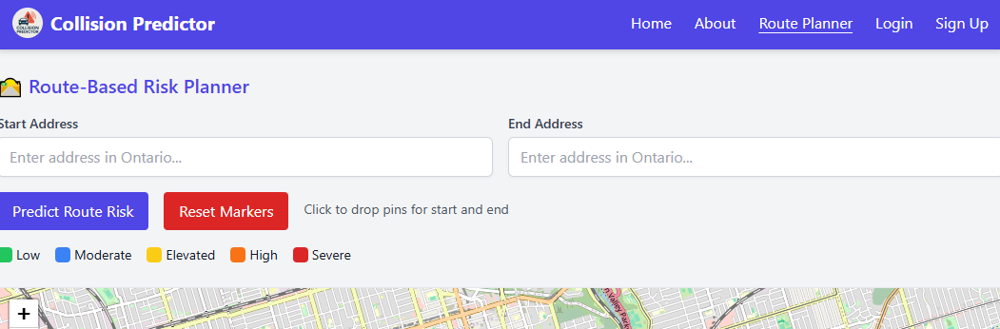 COLLISION PREDICTOR
Collision Predictor
Home
About
Route Planner
Login
Sign Up
Route-Based Risk Planner
Start Address
End Address
Enter address in Ontario...
Enter address in Ontario...
Predict Route Risk
Reset Markers
Click to drop pins for start and end
Low
Moderate
Elevated
High
Severe
+